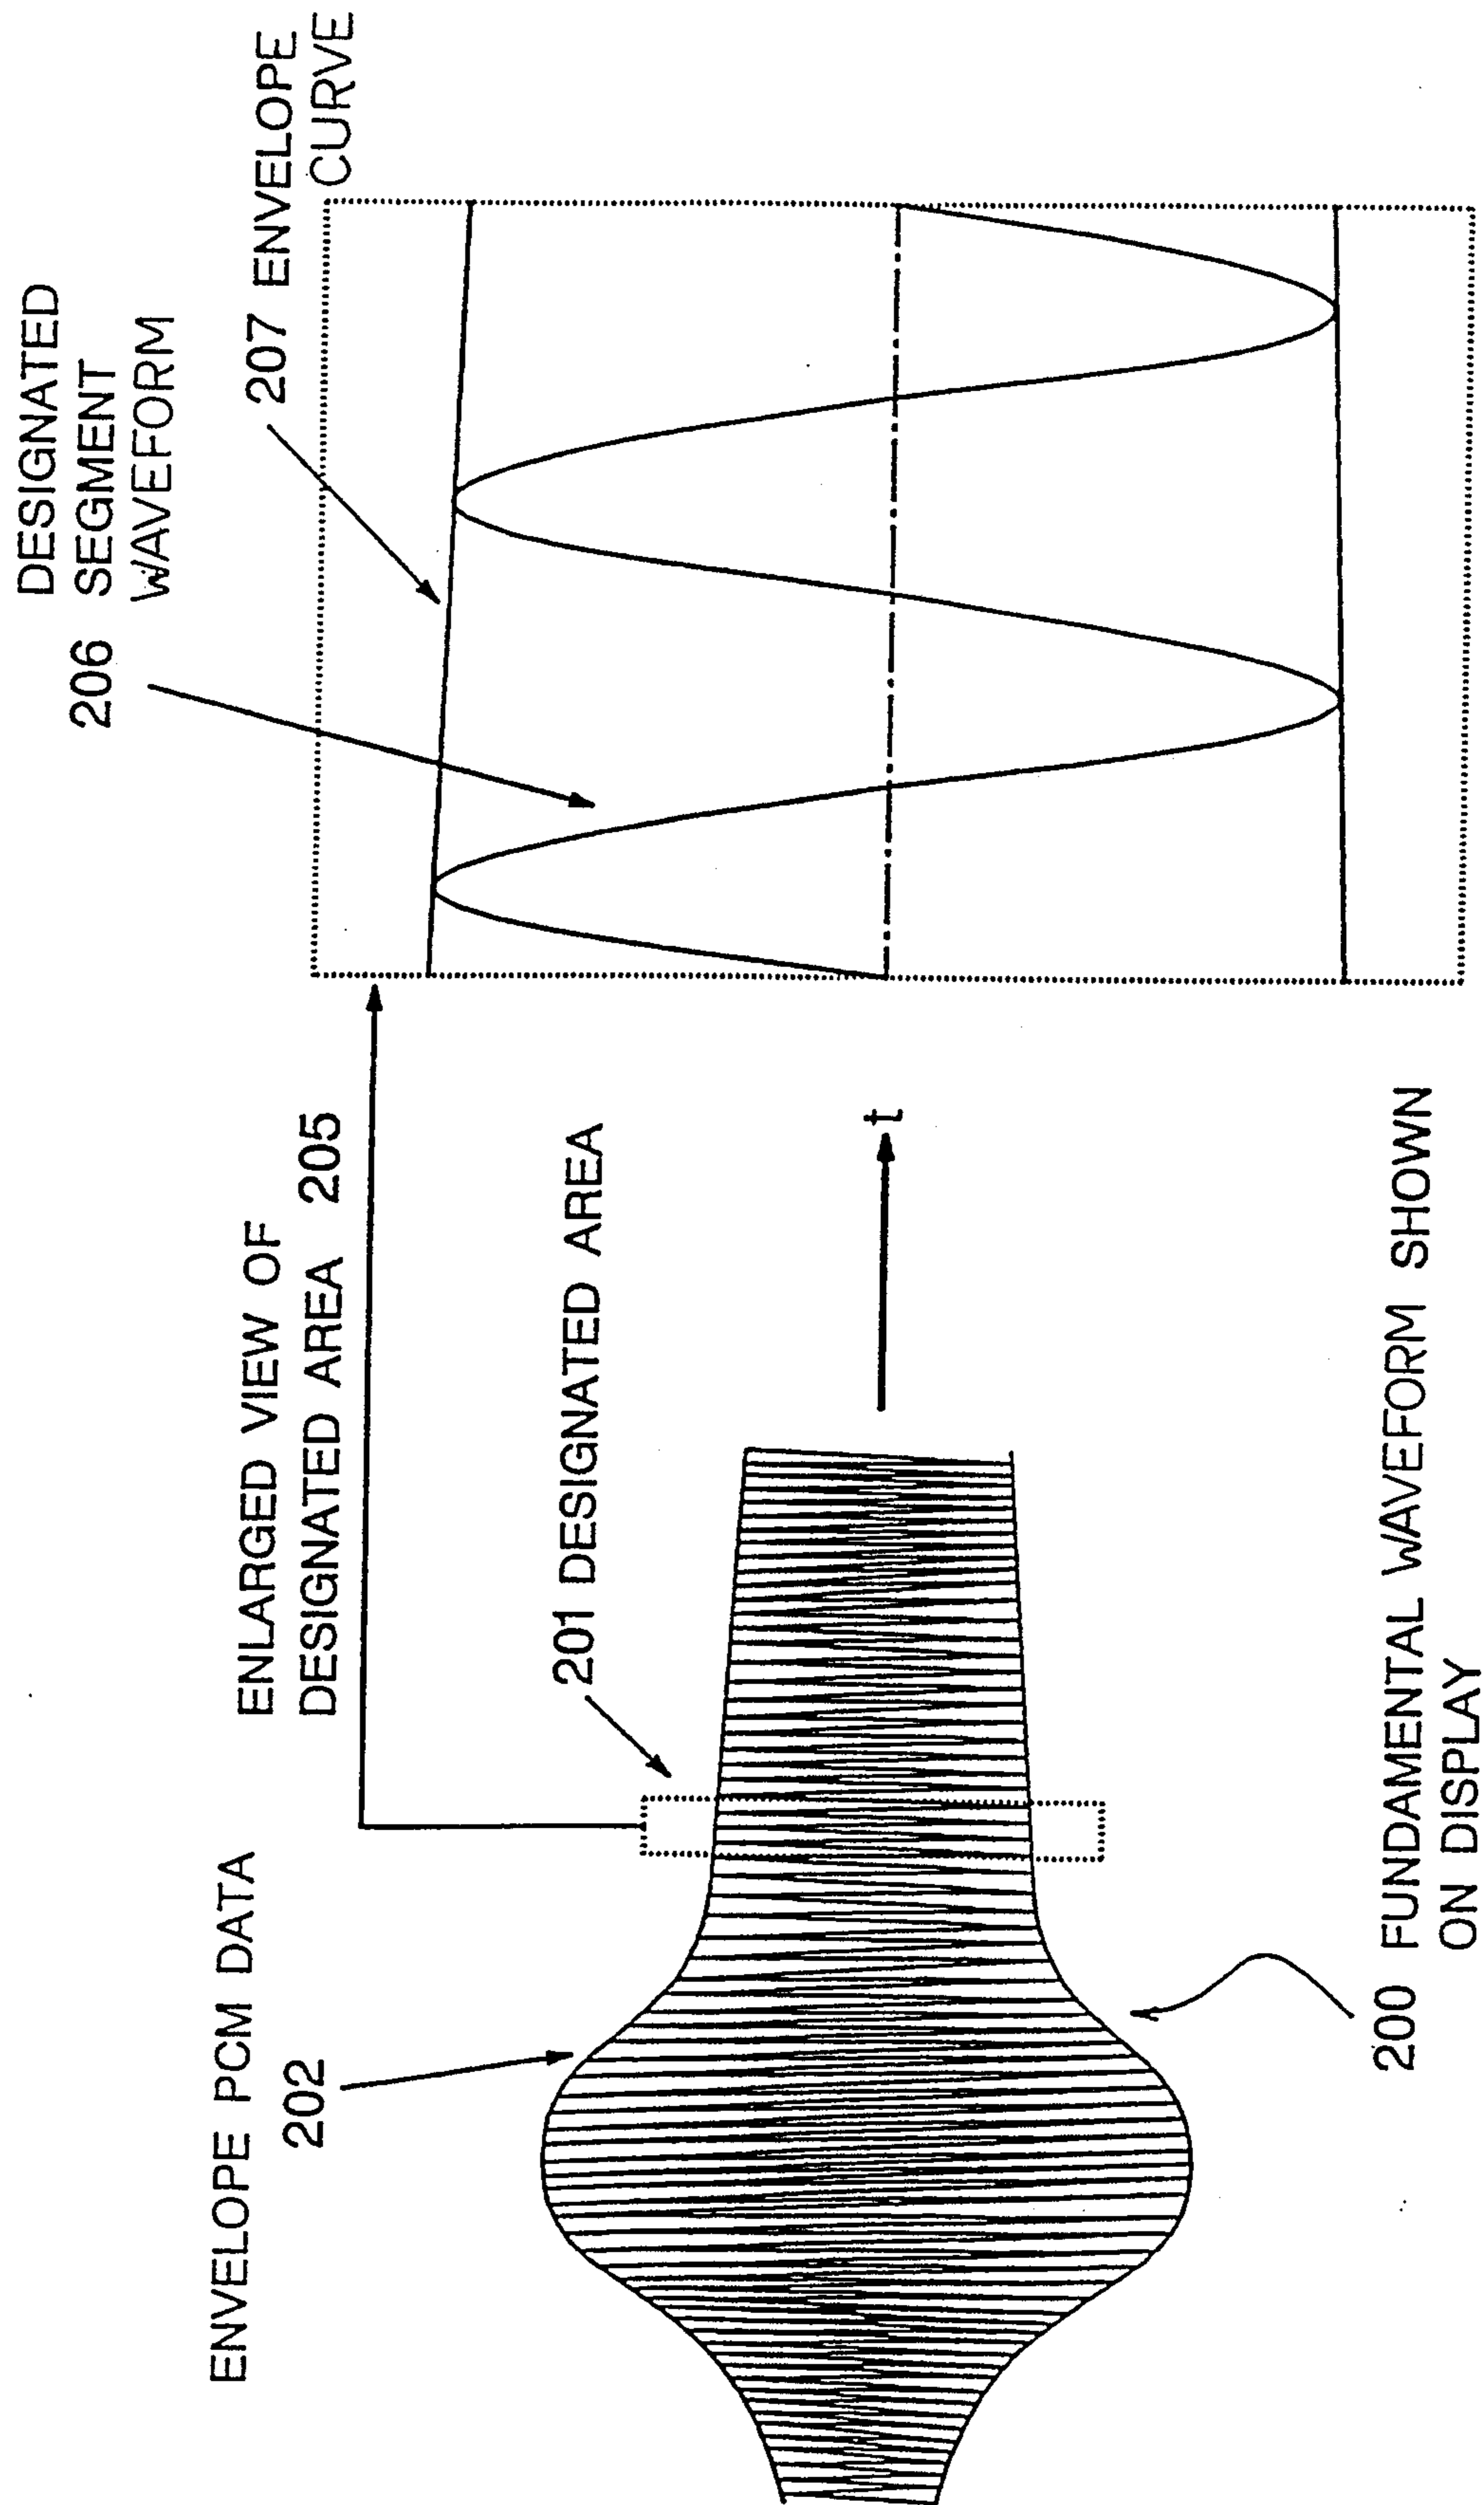 ENVELOPE PCM DATA
202
ENLARGED VIEW OF
DESIGNATED AREA 205
201 DESIGNATED AREA
t
200 FUNDAMENTAL WAVEFORM SHOWN
ON DISPLAY
DESIGNATED
206 SEGMENT
WAVEFORM
207 ENVELOPE
CURVE